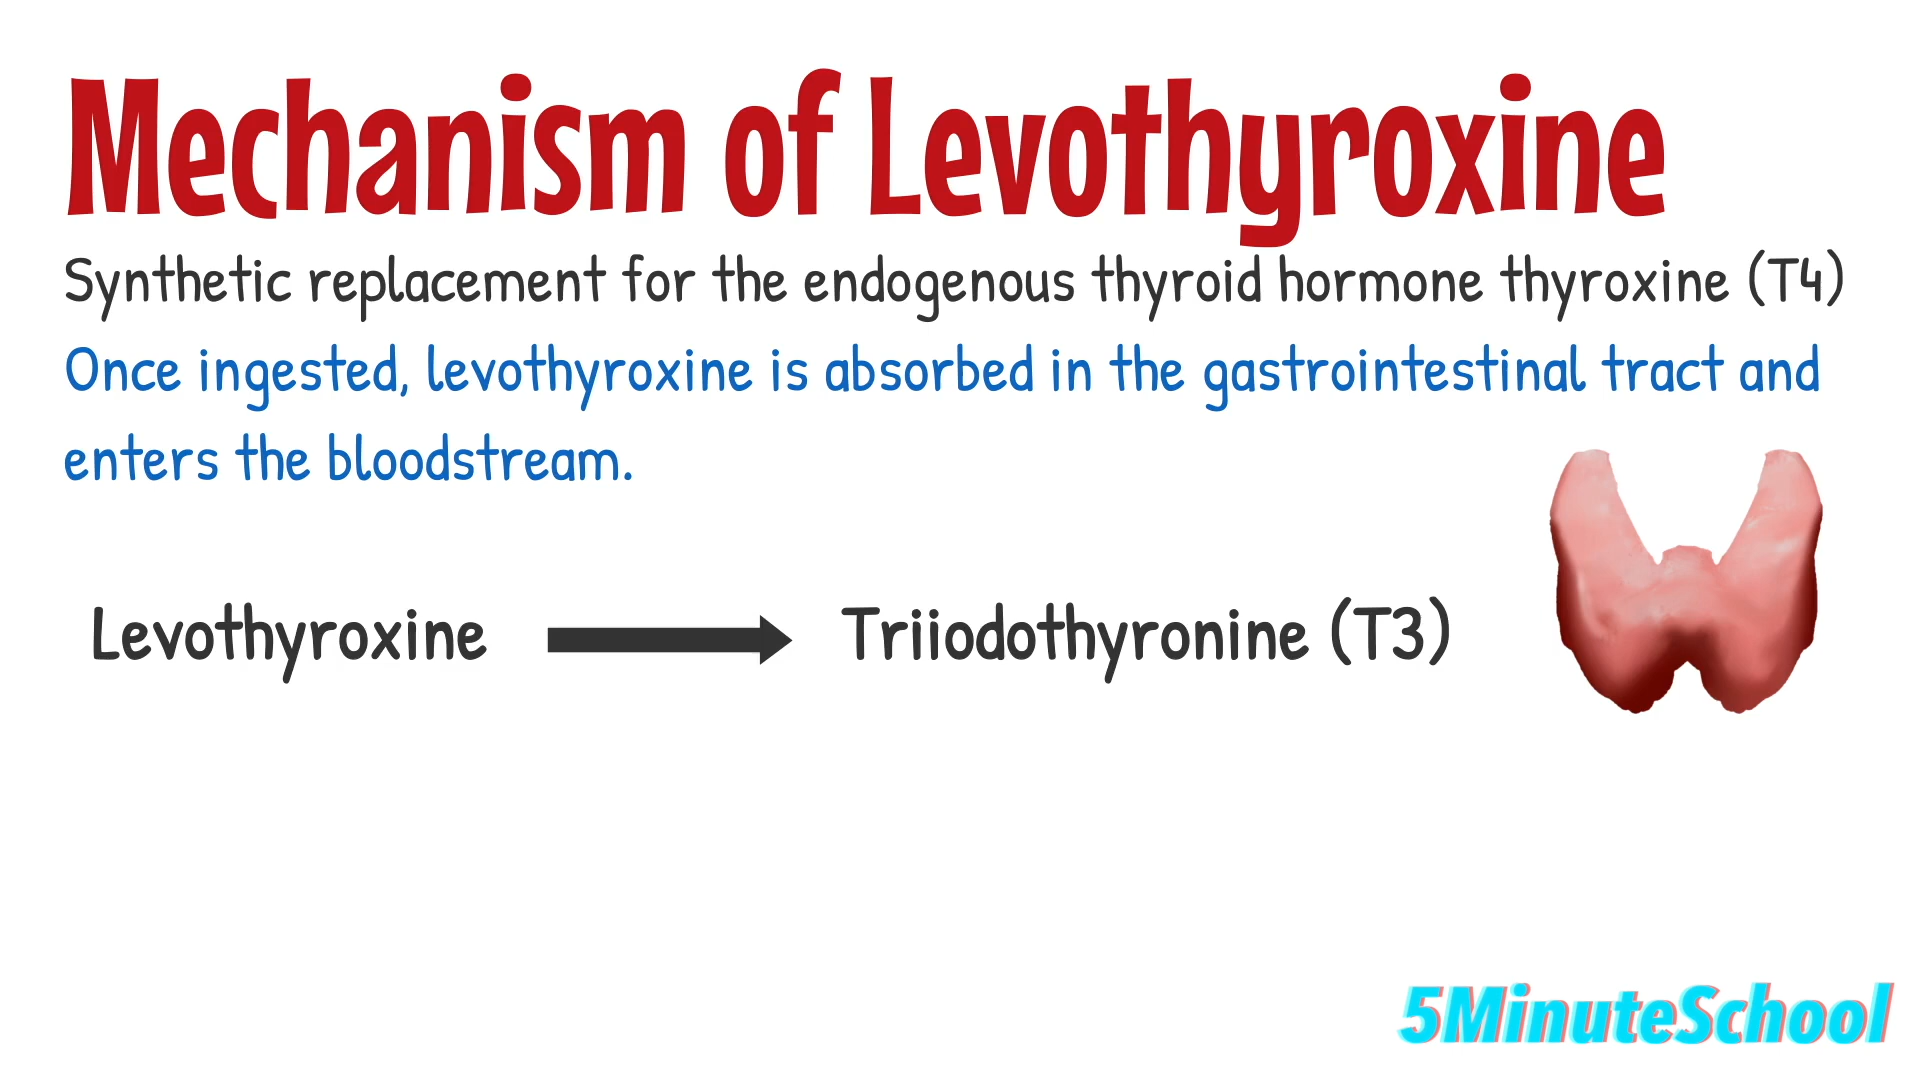 Mechanism of Levothyroxine
Synthetic replacement for the endogenous thyroid hormone thyroxine (T4)
Once ingested, levothyroxine is absorbed in the gastrointestinal tract and
enters the bloodstream.
Levothyroxine Triiodothyronine (T3)
5MinuteSchool